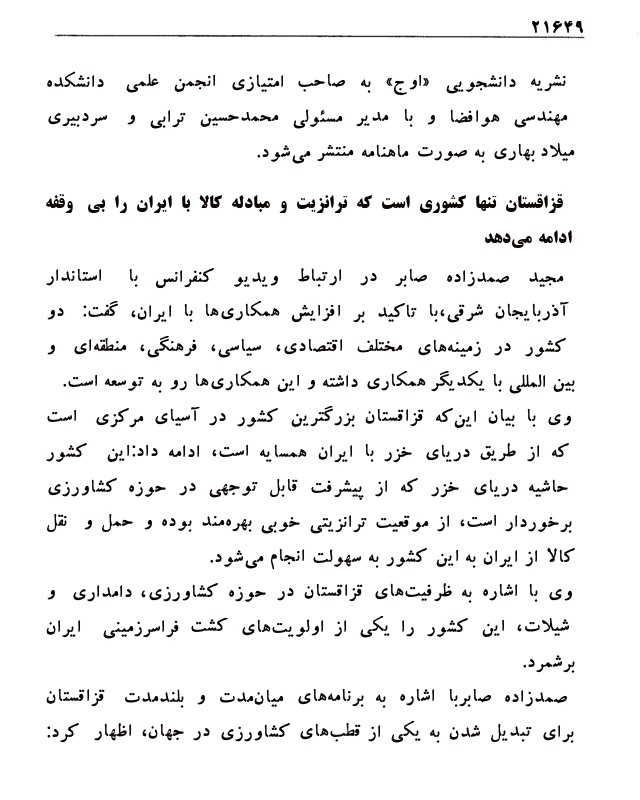 ۲۱۶۴۹
نشریه دانشجویی «اوج» به صاحب امتیازی انجمن علمی دانشکده
مهندسی هوافضا و با مدیر مسئولی محمدحسین ترابی و سردبیری
میلاد بهاری به صورت ماهنامه منتشر می‌شود.
قزاقستان تنها کشوری است که ترانزیت و مبادله کالا با ایران را بی وقفه
ادامه می‌دهد
مجید صمدزاده صابر در ارتباط ویدیو کنفرانس با استاندار
آذربایجان شرقی،با تاکید بر افزایش همکاری‌ها با ایران، گفت: دو
کشور در زمینه‌های مختلف اقتصادی، سیاسی، فرهنگی، منطقه‌ای و
بین المللی با یکدیگر همکاری داشته و این همکاری‌ها رو به توسعه است.
وی با بیان این‌که قزاقستان بزرگترین کشور در آسیای مرکزی است
که از طریق دریای خزر با ایران همسایه است، ادامه داد:این کشور
حاشیه دریای خزر که از پیشرفت قابل توجهی در حوزه کشاورزی
برخوردار است، از موقعیت ترانزیتی خوبی بهره‌مند بوده و حمل و نقل
کالا از ایران به این کشور به سهولت انجام می‌شود.
وی با اشاره به ظرفیت‌های قزاقستان در حوزه کشاورزی، دامداری و
شیلات، این کشور را یکی از اولویت‌های کشت فراسرزمینی ایران
برشمرد.
صمدزاده صابربا اشاره به برنامه‌های میان‌مدت و بلندمدت قزاقستان
برای تبدیل شدن به یکی از قطب‌های کشاورزی در جهان، اظهار کرد: